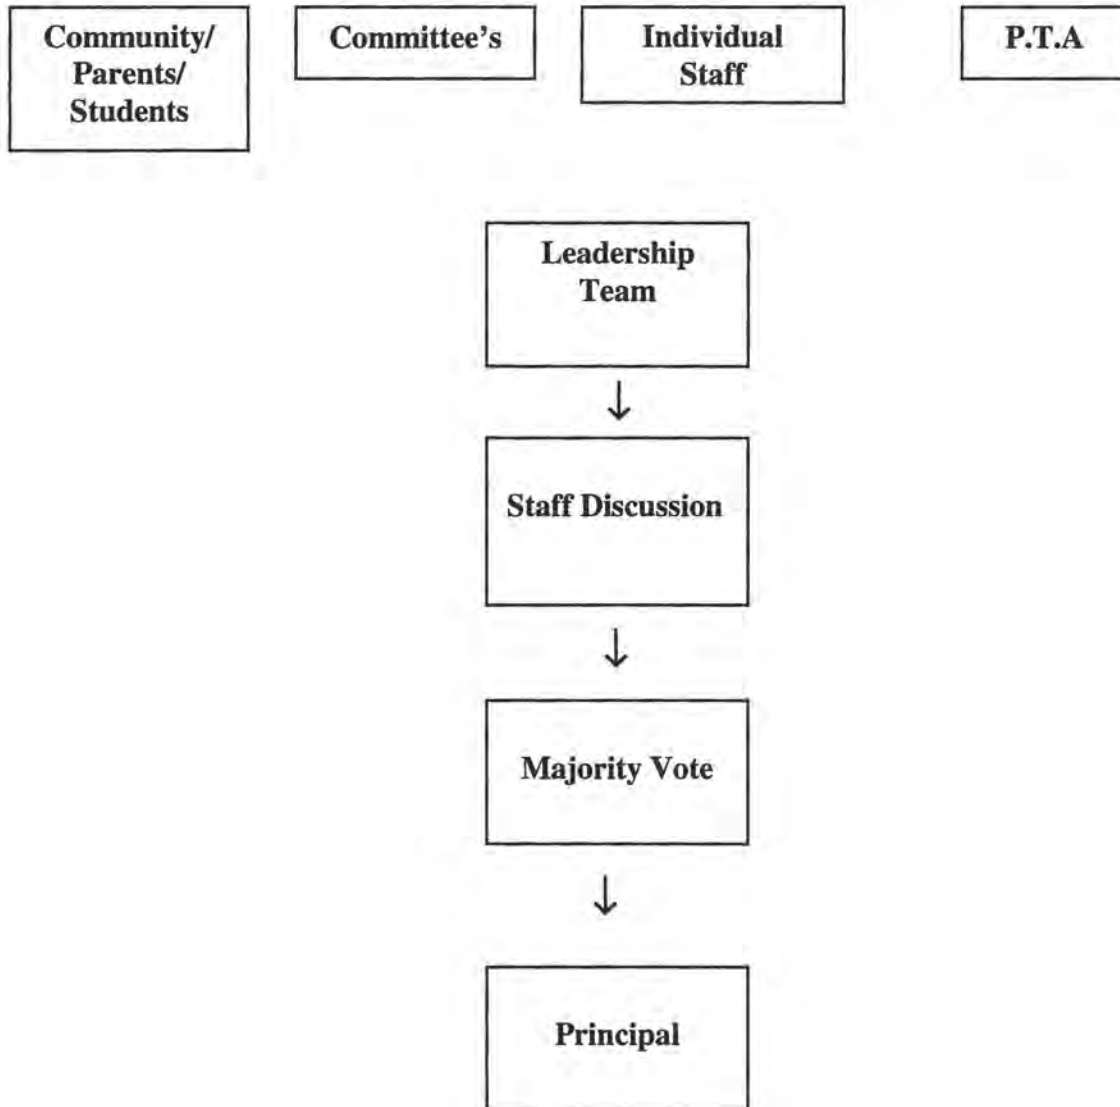 Community/
Parents/
Students
Committee's
Individual
Staff
P.T.A
Leadership
Team
Staff Discussion
Majority Vote
Principal